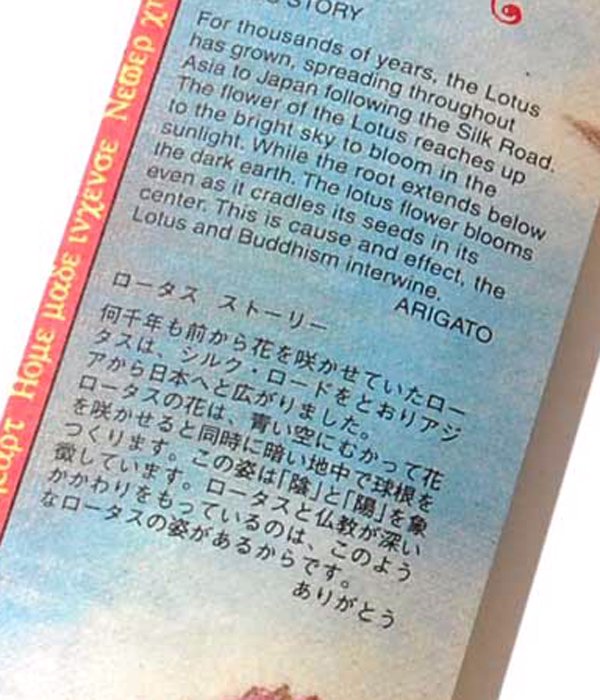 STORY
For thousands of years, the Lotus
has grown, spreading throughout
Asia to Japan following the Silk Road.
The flower of the Lotus reaches up
to the bright sky to bloom in the
sunlight. While the root extends below
the dark earth. The lotus flower blooms
even as it cradles its seeds in its
center. This is cause and effect, the
Lotus and Buddhism interwine.
ARIGATO
ロータス ストーリー
何千年も前から花を咲かせていたロー
タスは、シルク・ロードをとおりアジ
アから日本へと広がりました。
ロータスの花は、青い空にむかって花
を咲かせると同時に暗い地中で球根を
つくります。この姿は「陰」と「陽」を象
徴しています。ロータスと仏教が深い
かかわりをもっているのは、このよう
なロータスの姿があるからです。
ありがとう
Ηομε μαδε ινχενσε Νεϖερ